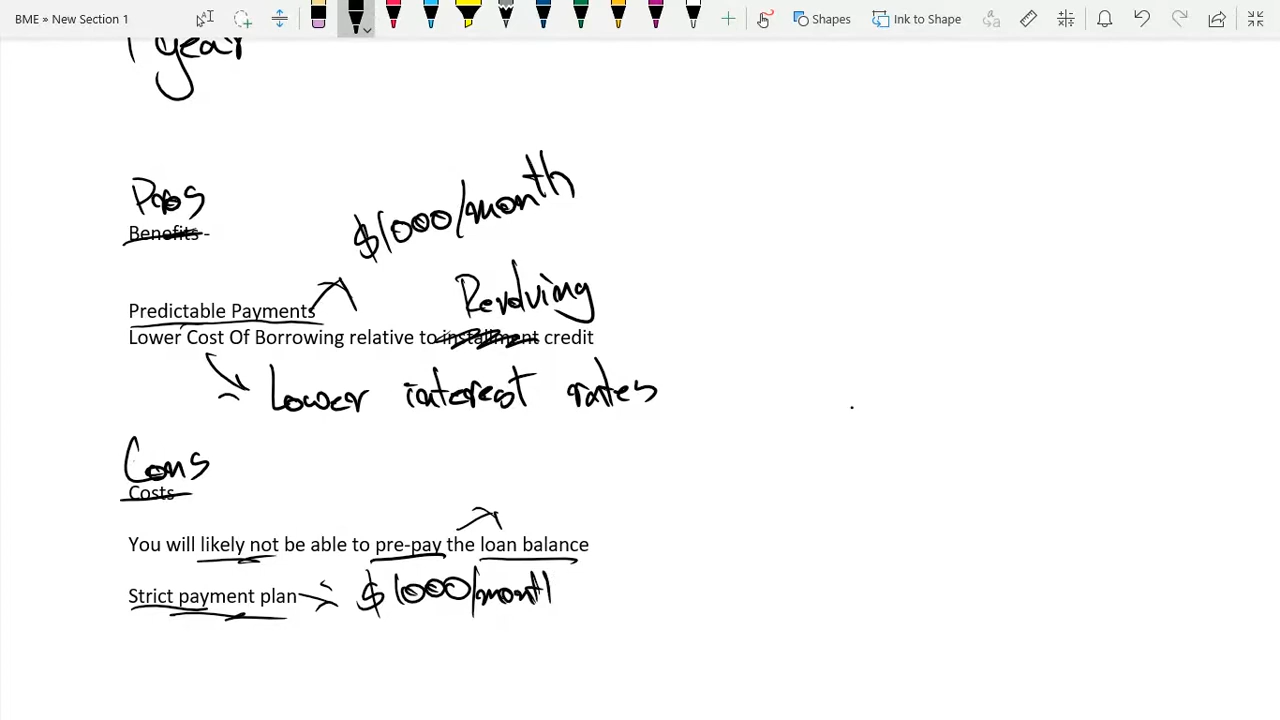 BME » New Section 1
Shapes
Ink to Shape
1 year
Pros
Benefits -
$1000/month
Revolving
Predictable Payments
Lower Cost Of Borrowing relative to installment credit
Lower interest rates
Cons
Costs
You will likely not be able to pre-pay the loan balance
Strict payment plan
$1000/month